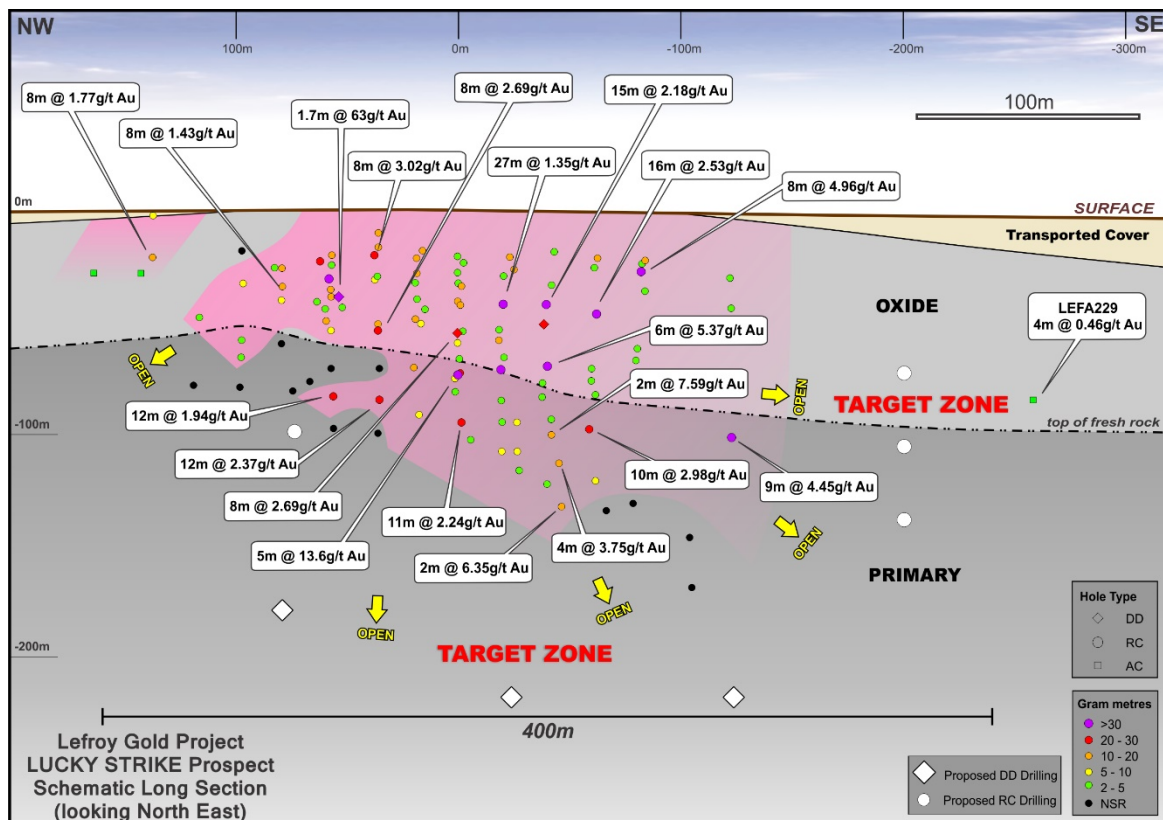 NW
SE
100m
0m
-100m
-200m
-300m
8m @ 1.77g/t Au
8m @ 1.43g/t Au
1.7m @ 63g/t Au
8m @ 2.69g/t Au
8m @ 3.02g/t Au
15m @ 2.18g/t Au
27m @ 1.35g/t Au
16m @ 2.53g/t Au
8m @ 4.96g/t Au
100m
0m
SURFACE
Transported Cover
OXIDE
LEFA229
4m @ 0.46g/t Au
6m @ 5.37g/t Au
2m @ 7.59g/t Au
OPEN
OPEN
TARGET ZONE
top of fresh rock
-100m
12m @ 1.94g/t Au
12m @ 2.37g/t Au
8m @ 2.69g/t Au
5m @ 13.6g/t Au
11m @ 2.24g/t Au
2m @ 6.35g/t Au
4m @ 3.75g/t Au
10m @ 2.98g/t Au
9m @ 4.45g/t Au
OPEN
PRIMARY
OPEN
OPEN
-200m
TARGET ZONE
400m
Lefroy Gold Project
LUCKY STRIKE Prospect
Schematic Long Section
(looking North East)
Proposed DD Drilling
Proposed RC Drilling
Hole Type
DD
RC
AC
Gram metres
>30
20 - 30
10 - 20
5 - 10
2 - 5
NSR